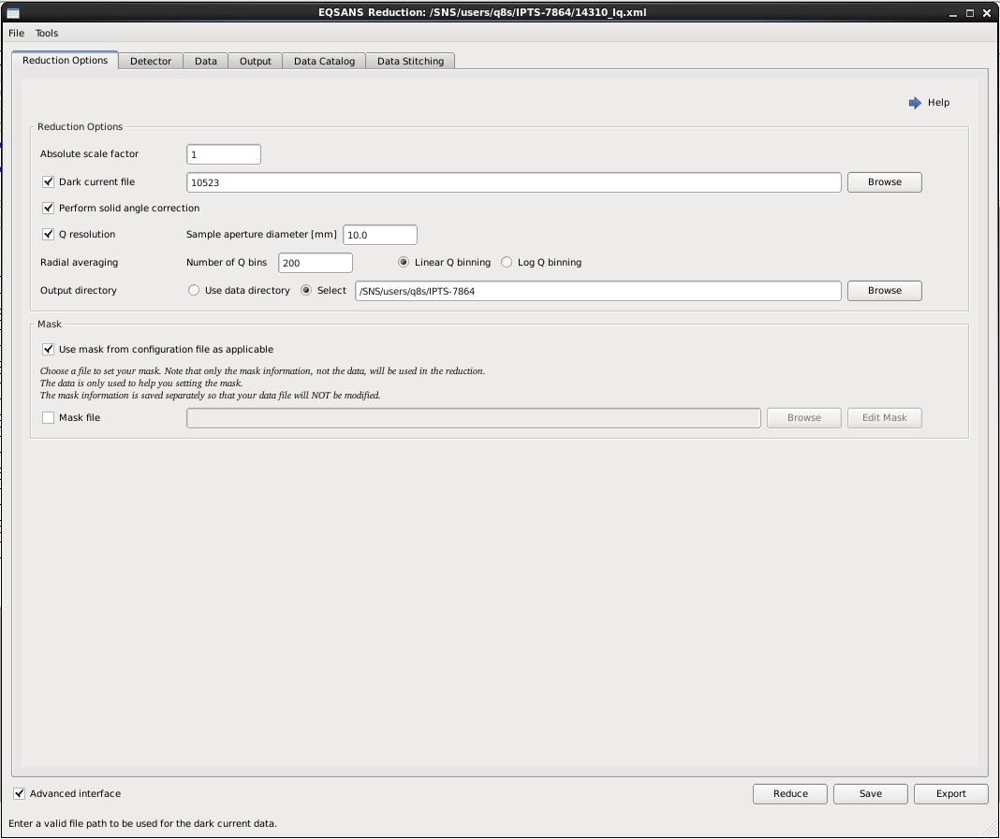 EQSANS Reduction: /SNS/users/q8s/IPTS-7864/14310_Iq.xml
File Tools
Reduction Options Detector Data Output Data Catalog Data Stitching
Help
Reduction Options
Absolute scale factor 1
Dark current file 10523 Browse
Perform solid angle correction
Q resolution Sample aperture diameter [mm] 10.0
Radial averaging Number of Q bins 200 Linear Q binning Log Q binning
Output directory Use data directory Select /SNS/users/q8s/IPTS-7864 Browse
Mask
Use mask from configuration file as applicable
Choose a file to set your mask. Note that only the mask information, not the data, will be used in the reduction.
The data is only used to help you setting the mask.
The mask information is saved separately so that your data file will NOT be modified.
Mask file Browse Edit Mask
Advanced interface Reduce Save Export
Enter a valid file path to be used for the dark current data.